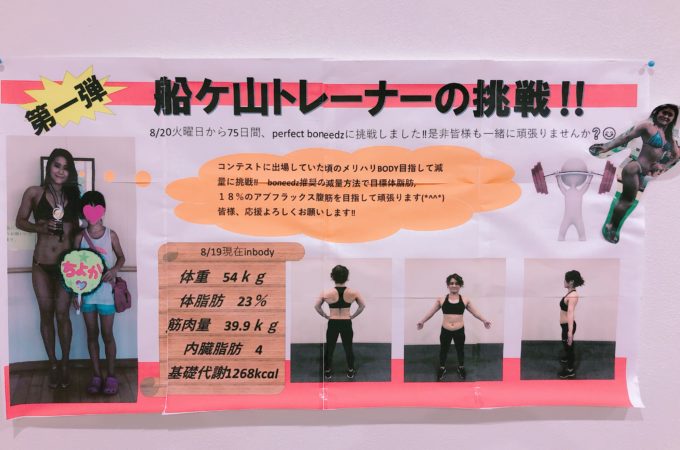 第一弾
船ケ山トレーナーの挑戦!!
8/20火曜日から75日間、perfect boneedzに挑戦しました!!是非皆様も一緒に頑張りませんか?
コンテストに出場していた頃のメリハリBODY目指して減
量に挑戦!! boneedz推奨の減量方法で目標体脂肪,
18%のアブフラックス腹筋を目指して頑張ります(*^^*)
皆様、応援よろしくお願いします!!
ちよか
8/19現在inbody
体重 54kg
体脂肪 23%
筋肉量 39.9kg
内臓脂肪 4
基礎代謝1268kcal